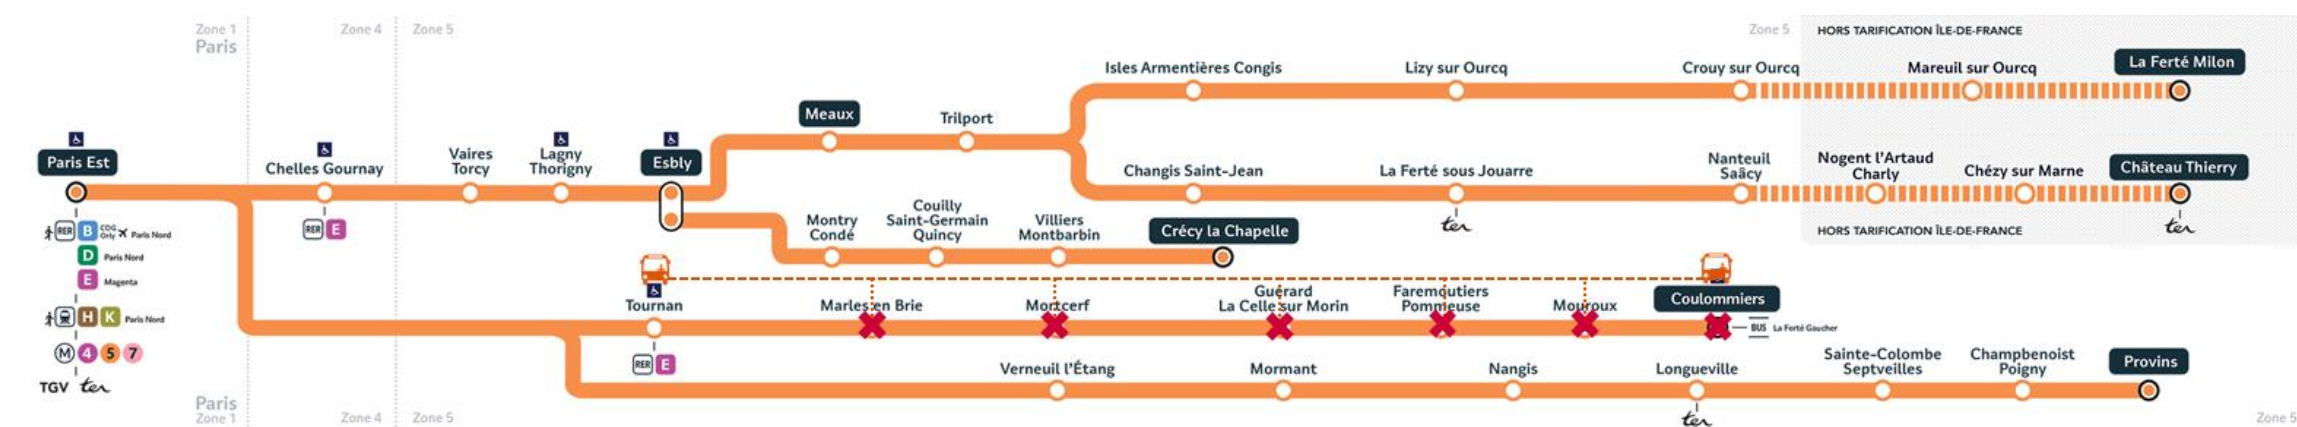 Zone 1
Paris
Zone 4
Zone 5
Zone 5
HORS TARIFICATION ÎLE-DE-FRANCE
Isles Armentières Congis
Lizy sur Ourcq
Crouy sur Ourcq
Mareuil sur Ourcq
La Ferté Milon
Meaux
Trilport
Paris Est
Chelles Gournay
Vaires
Torcy
Lagny
Thorigny
Esbly
Changis Saint-Jean
La Ferté sous Jouarre
ter
Nanteuil
Saâcy
Nogent l'Artaud
Charly
Chézy sur Marne
Château Thierry
ter
HORS TARIFICATION ÎLE-DE-FRANCE
RER B CDG Orly Paris Nord
D Paris Nord
E Magenta
H K Paris Nord
M 4 5 7
TGV ter
RER E
Montry
Condé
Couilly
Saint-Germain
Quincy
Villiers
Montbarbin
Crécy la Chapelle
Tournan
RER E
Marles en Brie
Mortcerf
Guérard
La Celle sur Morin
Faremoutiers
Pommeuse
Mouroux
Coulommiers
BUS La Ferté Gaucher
Verneuil l'Étang
Mormant
Nangis
Longueville
ter
Sainte-Colombe
Septveilles
Champbenoist
Poigny
Provins
Paris
Zone 1
Zone 4
Zone 5
Zone 5